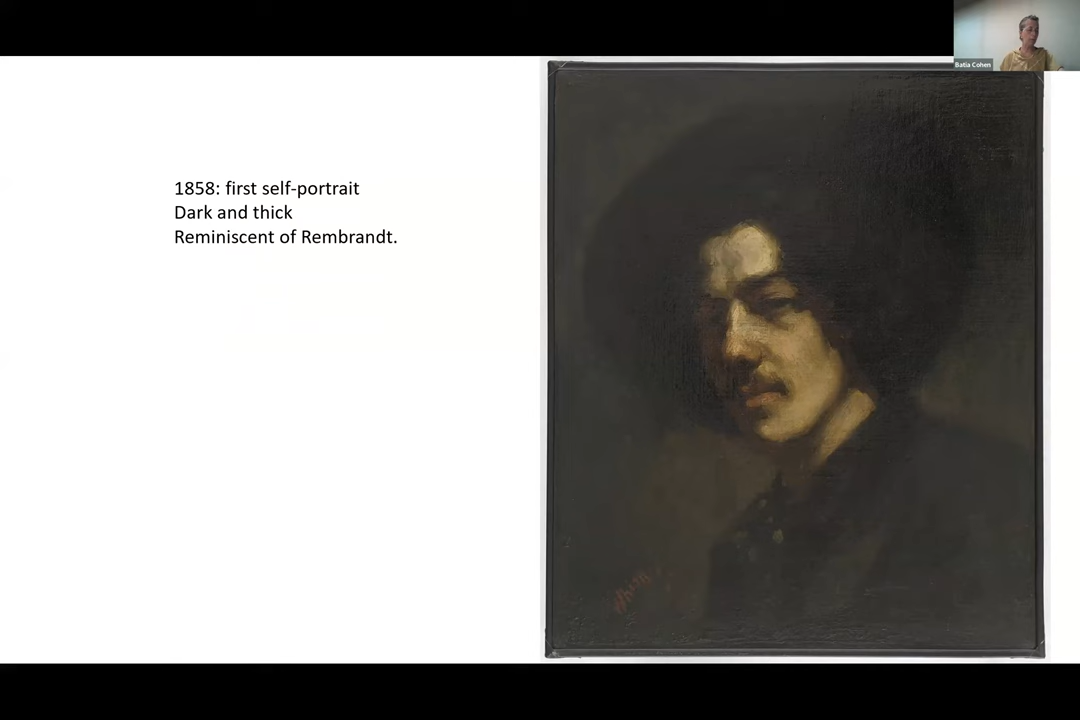 Batia Cohen
1858: first self-portrait
Dark and thick
Reminiscent of Rembrandt.